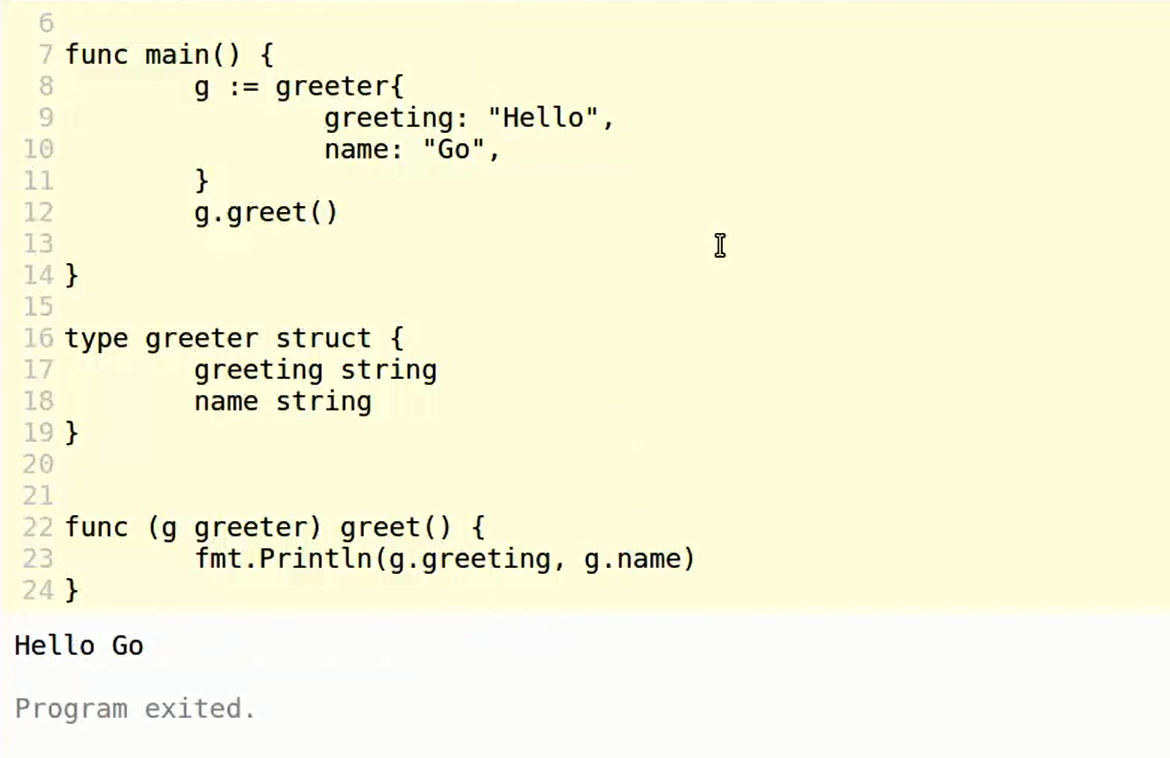 6
7 func main() {
8 g := greeter{
9 greeting: "Hello",
10 name: "Go",
11 }
12 g.greet()
13
14 }
15
16 type greeter struct {
17 greeting string
18 name string
19 }
20
21
22 func (g greeter) greet() {
23 fmt.Println(g.greeting, g.name)
24 }
Hello Go
Program exited.